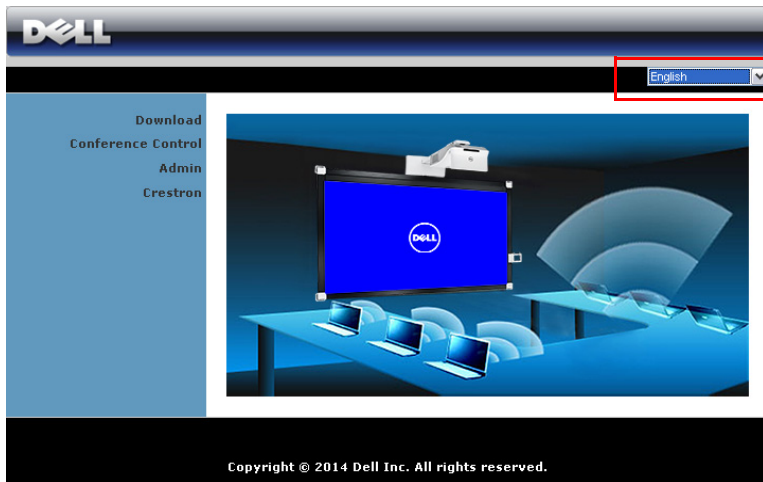 DELL
English
Download
Conference Control
Admin
Crestron
DELL
Copyright © 2014 Dell Inc. All rights reserved.